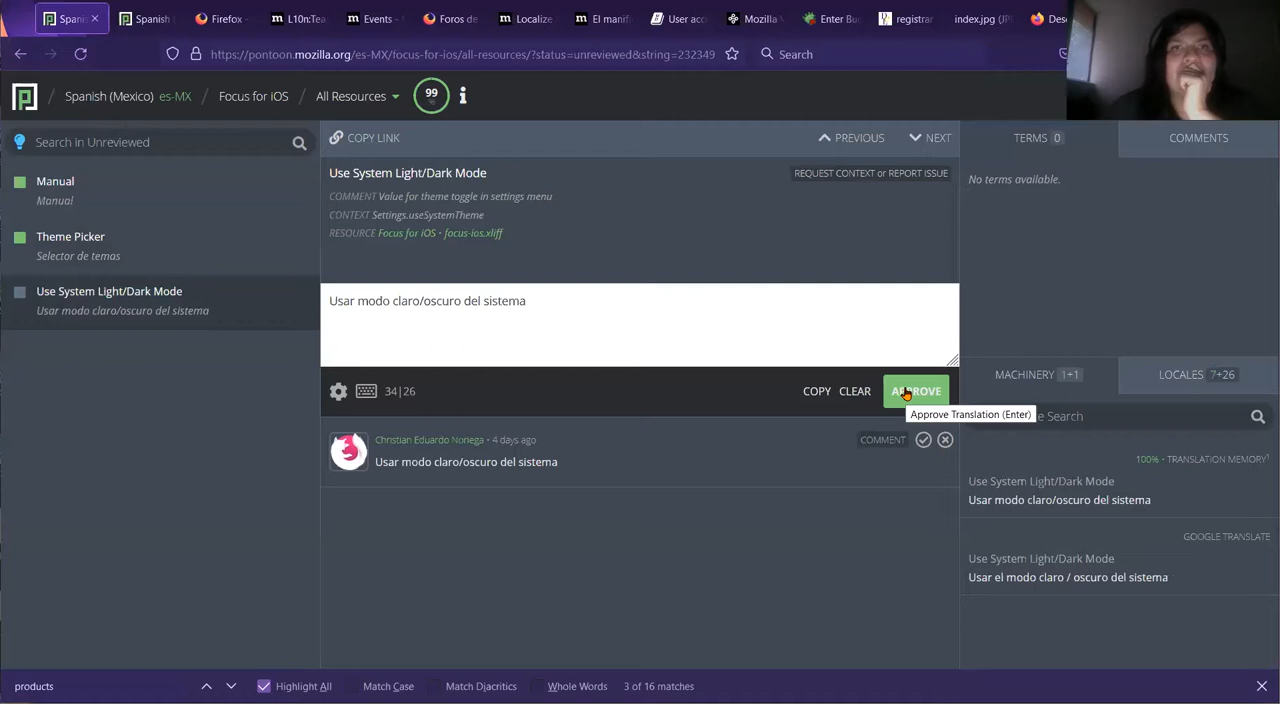 Spanish
Spanish (
Firefox -
L10n:Tea
Events -
Foros de
Localize
El manif
User acc
Mozilla
Enter Bu
registrar
index.jpg (JP
Des
https://pontoon.mozilla.org/es-MX/focus-for-ios/all-resources/?status=unreviewed&string=232349
Search
Spanish (Mexico) es-MX
Focus for iOS
All Resources
99
Search in Unreviewed
Manual
Manual
Theme Picker
Selector de temas
Use System Light/Dark Mode
Usar modo claro/oscuro del sistema
COPY LINK
PREVIOUS
NEXT
Use System Light/Dark Mode
REQUEST CONTEXT or REPORT ISSUE
COMMENT Value for theme toggle in settings menu
CONTEXT Settings.useSystemTheme
RESOURCE Focus for iOS • focus-ios.xliff
Usar modo claro/oscuro del sistema
34|26
COPY
CLEAR
APPROVE
Approve Translation (Enter)
Christian Eduardo Noriega • 4 days ago
COMMENT
Usar modo claro/oscuro del sistema
TERMS 0
COMMENTS
No terms available.
MACHINERY 1+1
LOCALES 7+26
Search
100% • TRANSLATION MEMORY1
Use System Light/Dark Mode
Usar modo claro/oscuro del sistema
GOOGLE TRANSLATE
Use System Light/Dark Mode
Usar el modo claro / oscuro del sistema
products
Highlight All
Match Case
Match Diacritics
Whole Words
3 of 16 matches